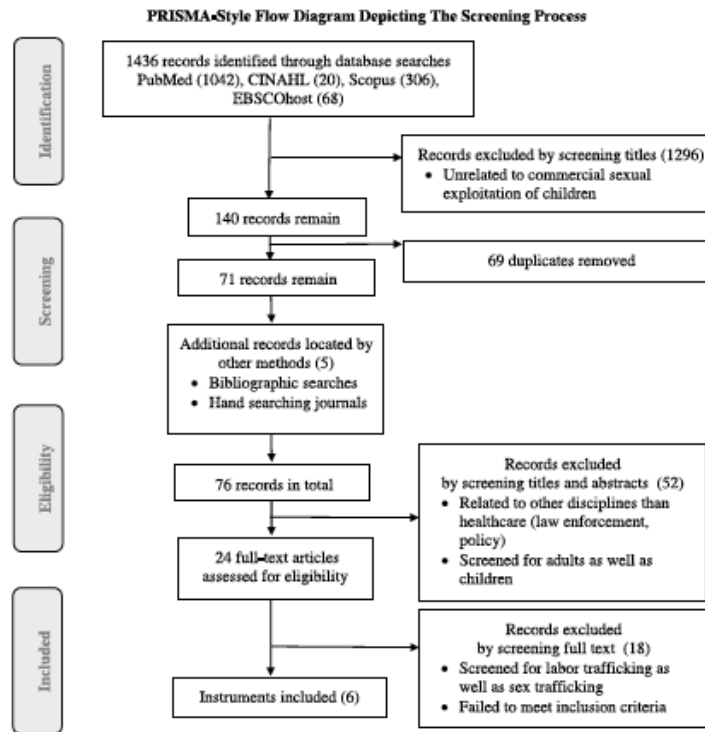 PRISMA-Style Flow Diagram Depicting The Screening Process
Identification
1436 records identified through database searches
PubMed (1042), CINAHL (20), Scopus (306),
EBSCOhost (68)
Records excluded by screening titles (1296)
• Unrelated to commercial sexual
exploitation of children
140 records remain
Screening
69 duplicates removed
71 records remain
Additional records located by
other methods (5)
• Bibliographic searches
• Hand searching journals
Eligibility
76 records in total
Records excluded
by screening titles and abstracts (52)
• Related to other disciplines than
healthcare (law enforcement,
policy)
• Screened for adults as well as
children
24 full-text articles
assessed for eligibility
Included
Records excluded
by screening full text (18)
• Screened for labor trafficking as
well as sex trafficking
• Failed to meet inclusion criteria
Instruments included (6)